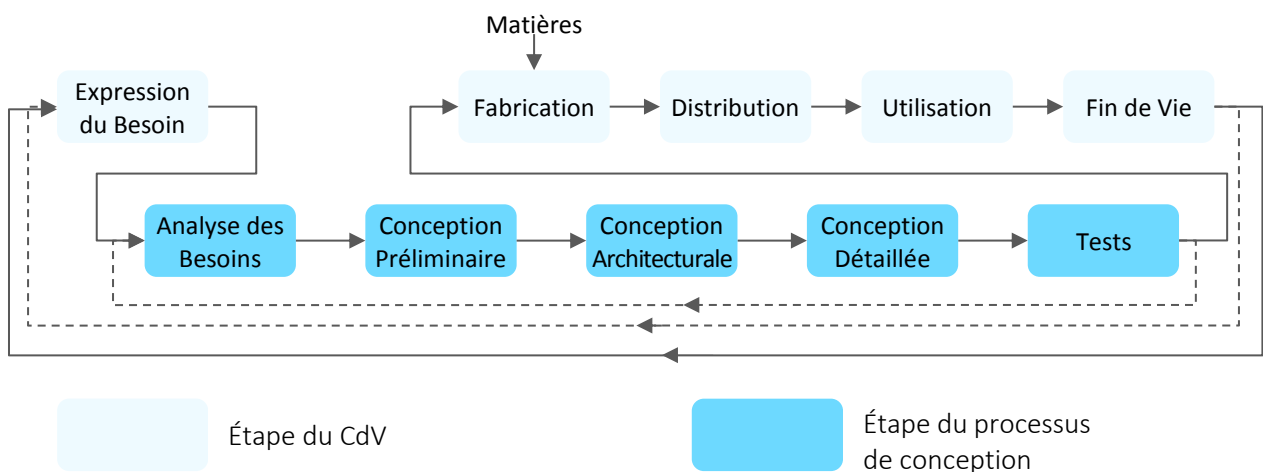 Matières
Expression
du Besoin
Fabrication
Distribution
Utilisation
Fin de Vie
Analyse des
Besoins
Conception
Préliminaire
Conception
Architecturale
Conception
Détaillée
Tests
Étape du CdV
Étape du processus
de conception